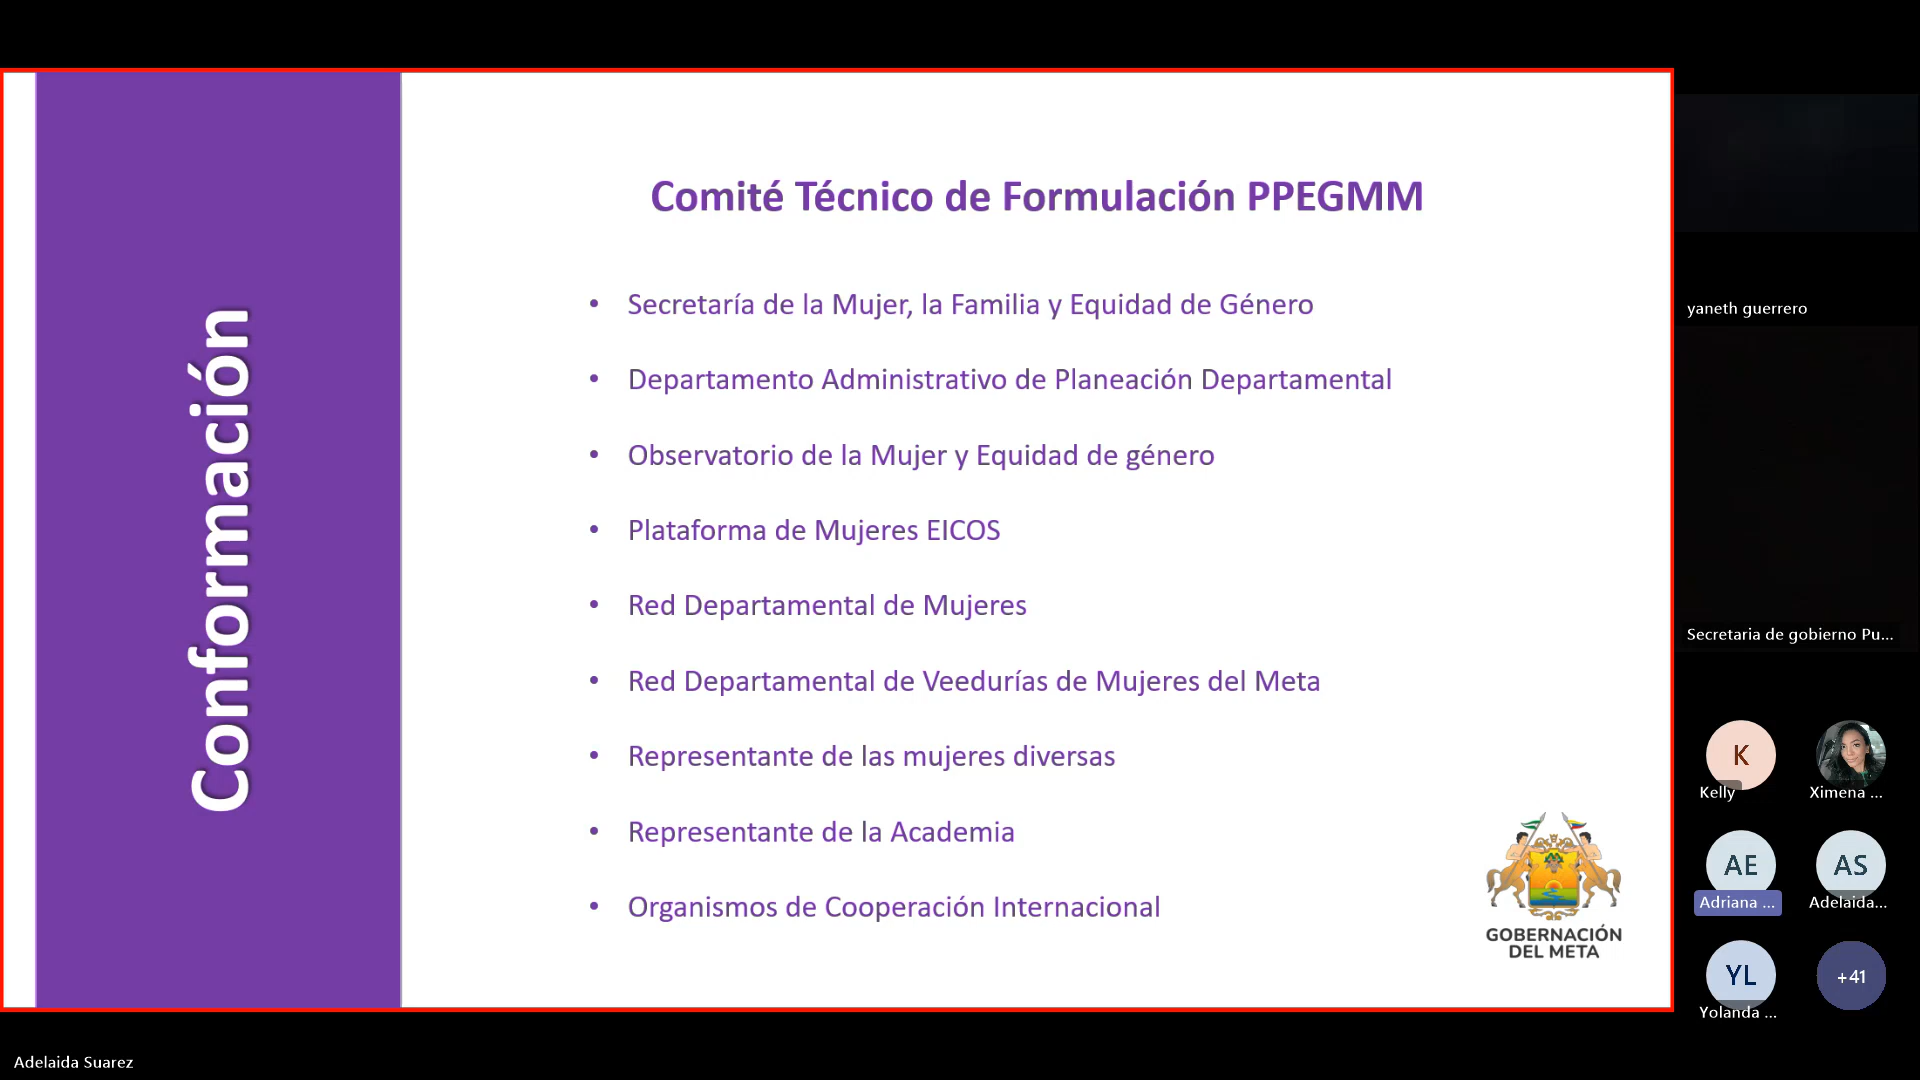 Conformación
Comité Técnico de Formulación PPEGMM
• Secretaría de la Mujer, la Familia y Equidad de Género
• Departamento Administrativo de Planeación Departamental
• Observatorio de la Mujer y Equidad de género
• Plataforma de Mujeres EICOS
• Red Departamental de Mujeres
• Red Departamental de Veedurías de Mujeres del Meta
• Representante de las mujeres diversas
• Representante de la Academia
• Organismos de Cooperación Internacional
GOBERNACIÓN
DEL META
yaneth guerrero
Secretaria de gobierno Pu...
K
Kelly
Ximena ...
AE
Adriana ...
AS
Adelaida...
YL
Yolanda ...
+41
Adelaida Suarez